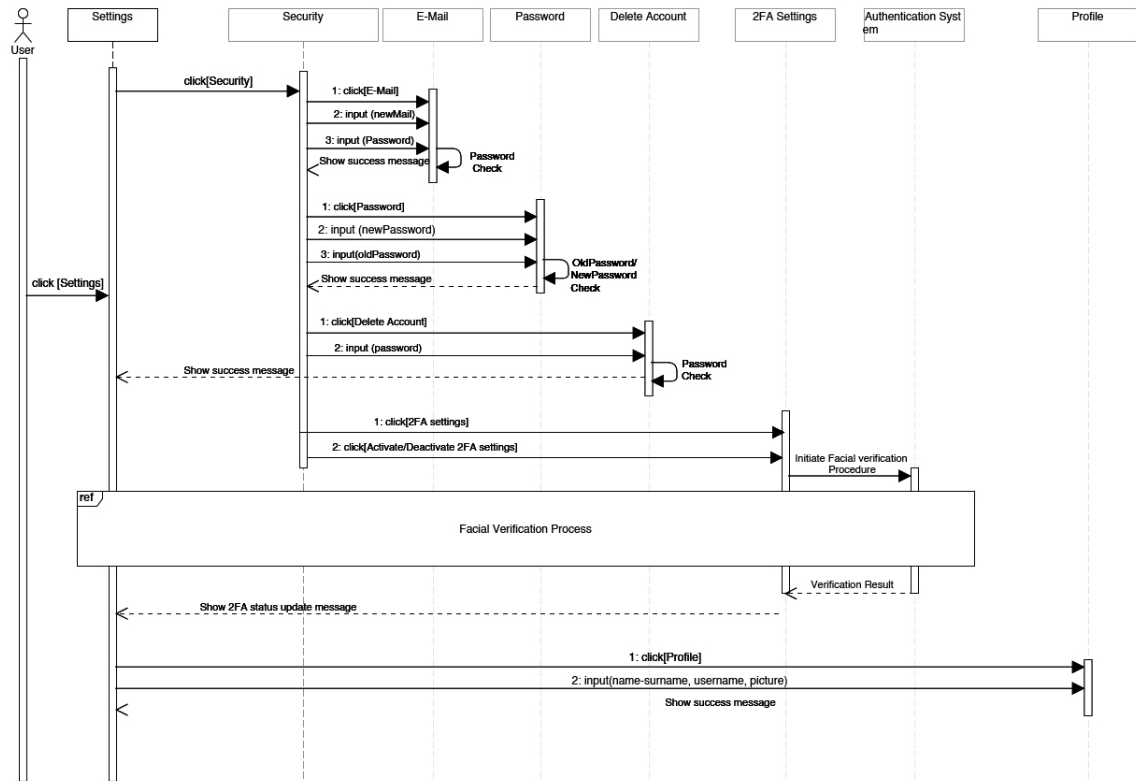 Settings
Security
E-Mail
Password
Delete Account
2FA Settings
Authentication Syst
em
Profile
User
click[Security]
1: click[E-Mail]
2: input (newMail)
3: input (Password)
Show success message
Password
Check
1: click[Password]
2: input (newPassword)
3: input(oldPassword)
OldPassword/
NewPassword
Check
Show success message
click [Settings]
1: click[Delete Account]
2: input (password)
Password
Check
Show success message
1: click[2FA settings]
2: click[Activate/Deactivate 2FA settings]
Initiate Facial verification
Procedure
ref
Facial Verification Process
Verification Result
Show 2FA status update message
1: click[Profile]
2: input(name-surname, username, picture)
Show success message